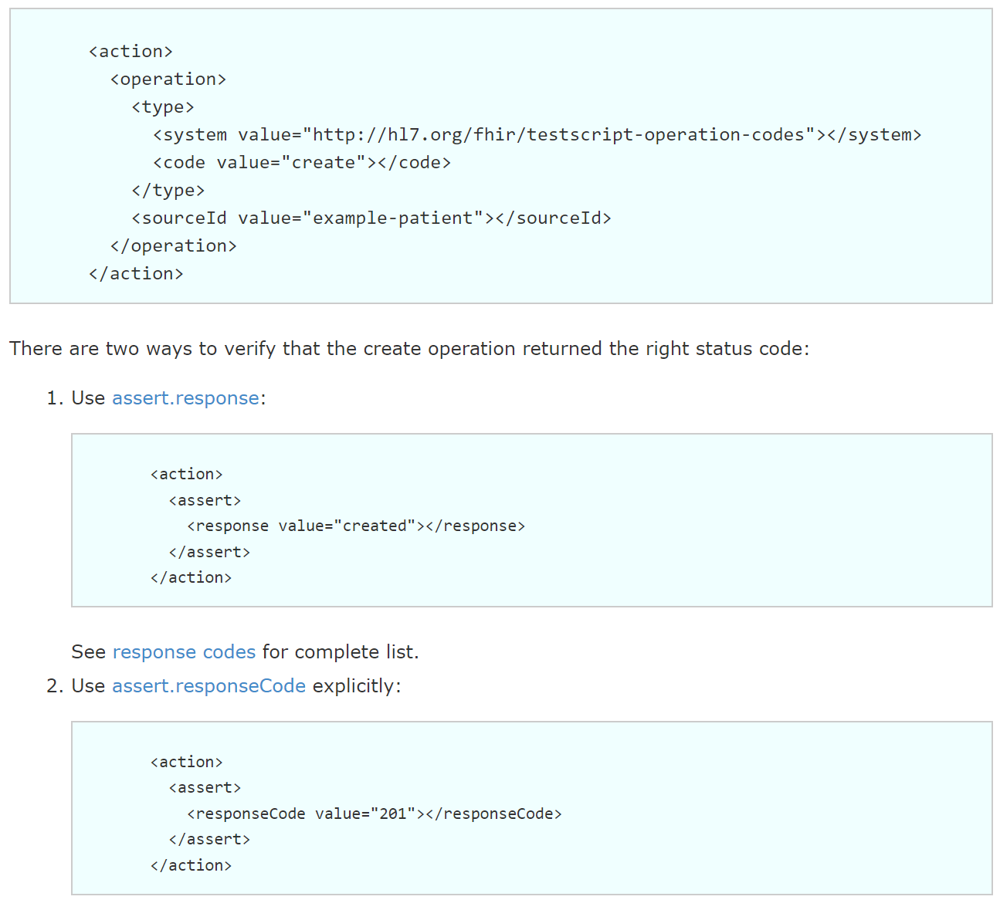 <action>
<operation>
<type>
<system value="http://hl7.org/fhir/testscript-operation-codes"></system>
<code value="create"></code>
</type>
<sourceId value="example-patient"></sourceId>
</operation>
</action>
There are two ways to verify that the create operation returned the right status code:
1. Use assert.response:
<action>
<assert>
<response value="created"></response>
</assert>
</action>
See response codes for complete list.
2. Use assert.responseCode explicitly:
<action>
<assert>
<responseCode value="201"></responseCode>
</assert>
</action>